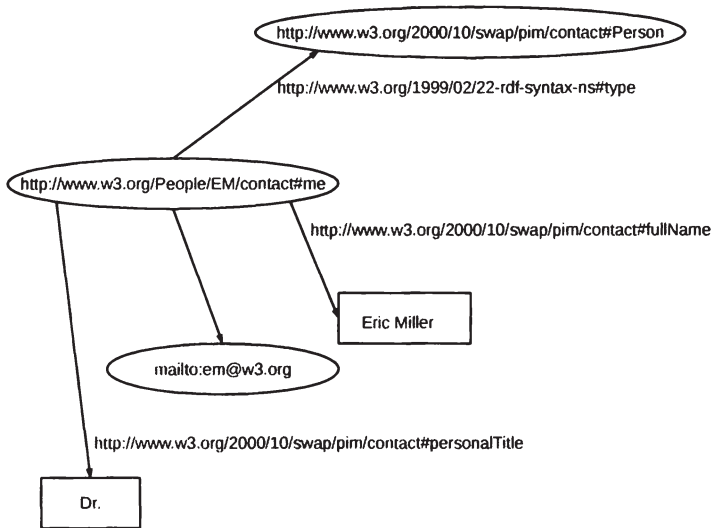 http://www.w3.org/2000/10/swap/pim/contact#Person
http://www.w3.org/1999/02/22-rdf-syntax-ns#type
http://www.w3.org/People/EM/contact#me
http://www.w3.org/2000/10/swap/pim/contact#fullName
Eric Miller
mailto:em@w3.org
http://www.w3.org/2000/10/swap/pim/contact#personalTitle
Dr.